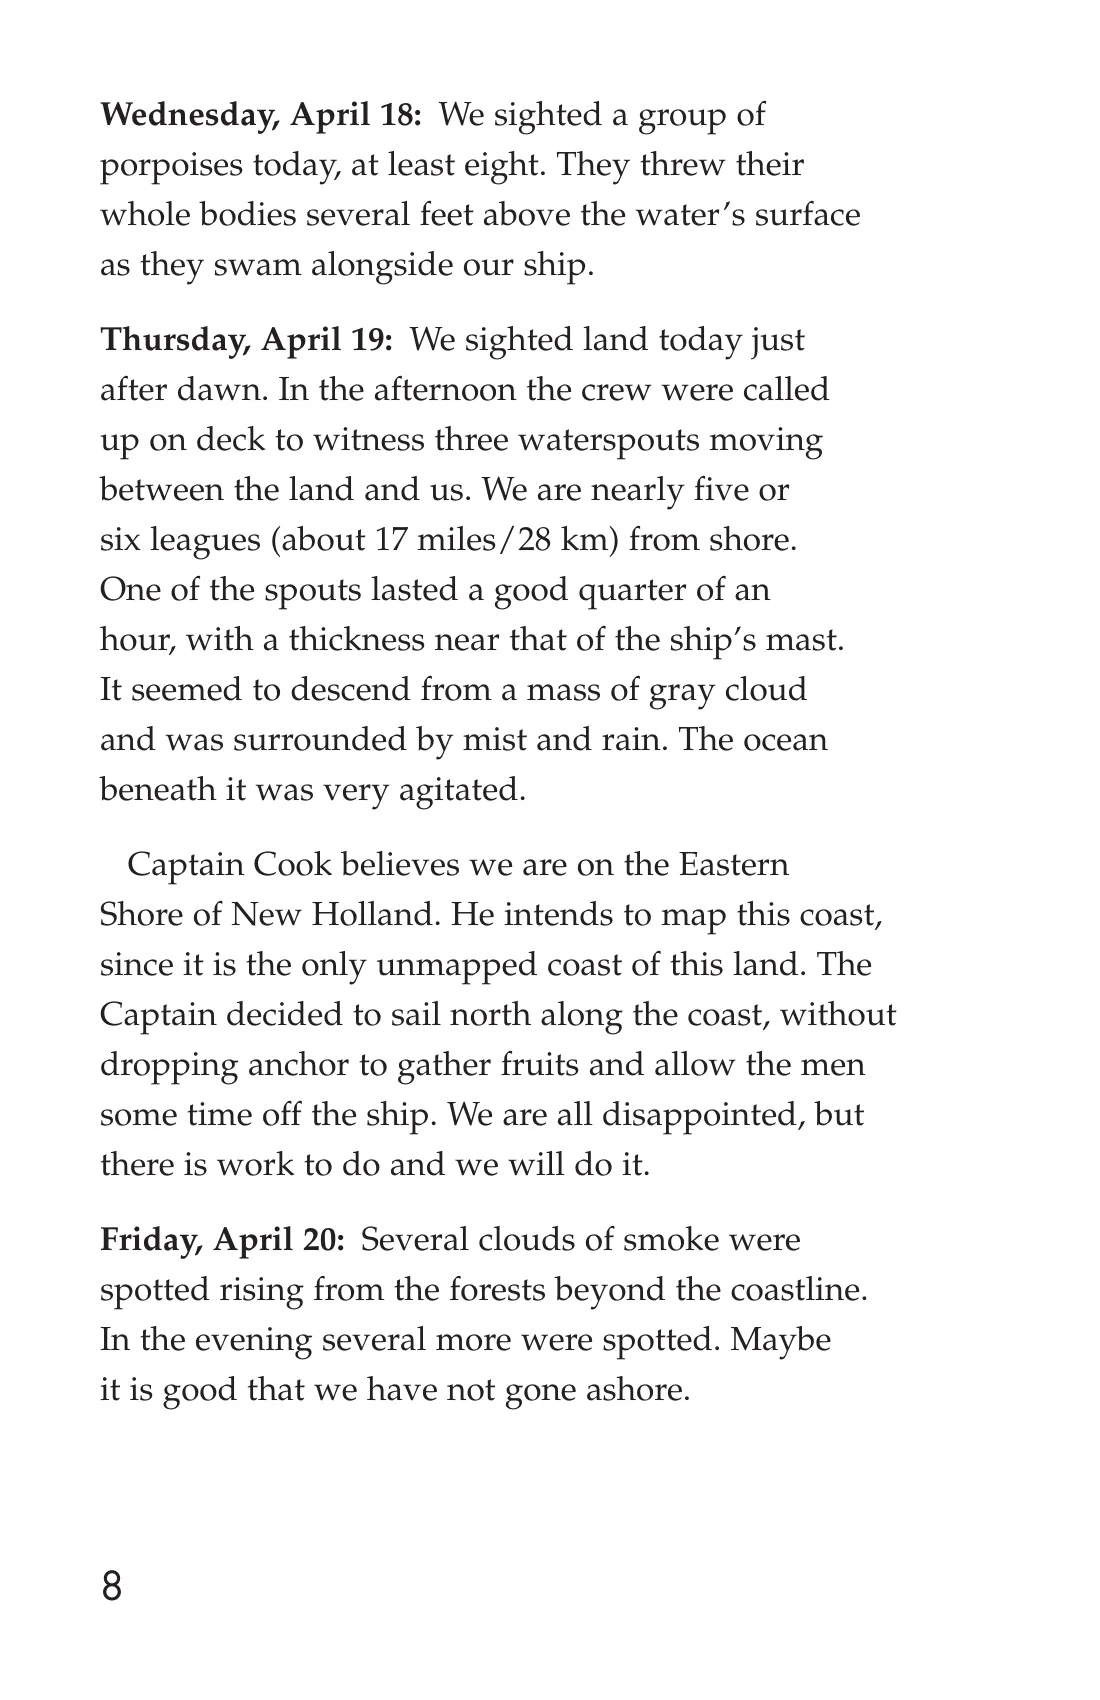 Wednesday, April 18: We sighted a group of
porpoises today, at least eight. They threw their
whole bodies several feet above the water’s surface
as they swam alongside our ship.
Thursday, April 19: We sighted land today just
after dawn. In the afternoon the crew were called
up on deck to witness three waterspouts moving
between the land and us. We are nearly five or
six leagues (about 17 miles/28 km) from shore.
One of the spouts lasted a good quarter of an
hour, with a thickness near that of the ship’s mast.
It seemed to descend from a mass of gray cloud
and was surrounded by mist and rain. The ocean
beneath it was very agitated.
Captain Cook believes we are on the Eastern
Shore of New Holland. He intends to map this coast,
since it is the only unmapped coast of this land. The
Captain decided to sail north along the coast, without
dropping anchor to gather fruits and allow the men
some time off the ship. We are all disappointed, but
there is work to do and we will do it.
Friday, April 20: Several clouds of smoke were
spotted rising from the forests beyond the coastline.
In the evening several more were spotted. Maybe
it is good that we have not gone ashore.
8